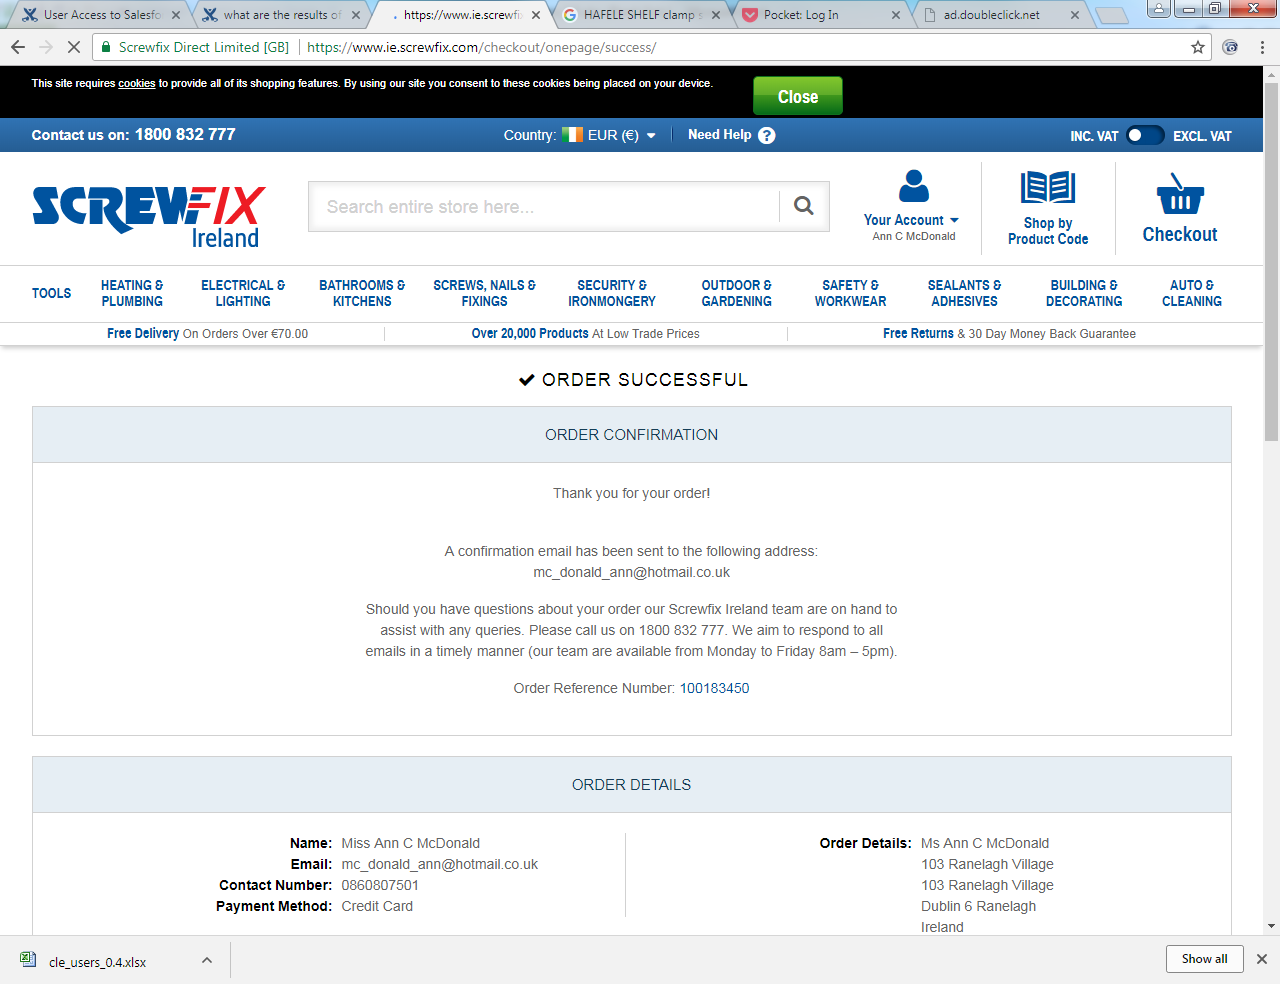 User Access to Salesfo
what are the results of
https://www.ie.screwfix
HAFELE SHELF clamp s
Pocket: Log In
ad.doubleclick.net
Screwfix Direct Limited [GB] https://www.ie.screwfix.com/checkout/onepage/success/
This site requires cookies to provide all of its shopping features. By using our site you consent to these cookies being placed on your device.
Close
Contact us on: 1800 832 777
Country: EUR (€)
Need Help ?
INC. VAT EXCL. VAT
SCREWFIX
Ireland
Search entire store here...
Your Account
Ann C McDonald
Shop by
Product Code
Checkout
TOOLS
HEATING &
PLUMBING
ELECTRICAL &
LIGHTING
BATHROOMS &
KITCHENS
SCREWS, NAILS &
FIXINGS
SECURITY &
IRONMONGERY
OUTDOOR &
GARDENING
SAFETY &
WORKWEAR
SEALANTS &
ADHESIVES
BUILDING &
DECORATING
AUTO &
CLEANING
Free Delivery On Orders Over €70.00
Over 20,000 Products At Low Trade Prices
Free Returns & 30 Day Money Back Guarantee
ORDER SUCCESSFUL
ORDER CONFIRMATION
Thank you for your order!
A confirmation email has been sent to the following address:
mc_donald_ann@hotmail.co.uk
Should you have questions about your order our Screwfix Ireland team are on hand to
assist with any queries. Please call us on 1800 832 777. We aim to respond to all
emails in a timely manner (our team are available from Monday to Friday 8am – 5pm).
Order Reference Number: 100183450
ORDER DETAILS
Name: Miss Ann C McDonald
Email: mc_donald_ann@hotmail.co.uk
Contact Number: 0860807501
Payment Method: Credit Card
Order Details: Ms Ann C McDonald
103 Ranelagh Village
103 Ranelagh Village
Dublin 6 Ranelagh
Ireland
cle_users_0.4.xlsx
Show all